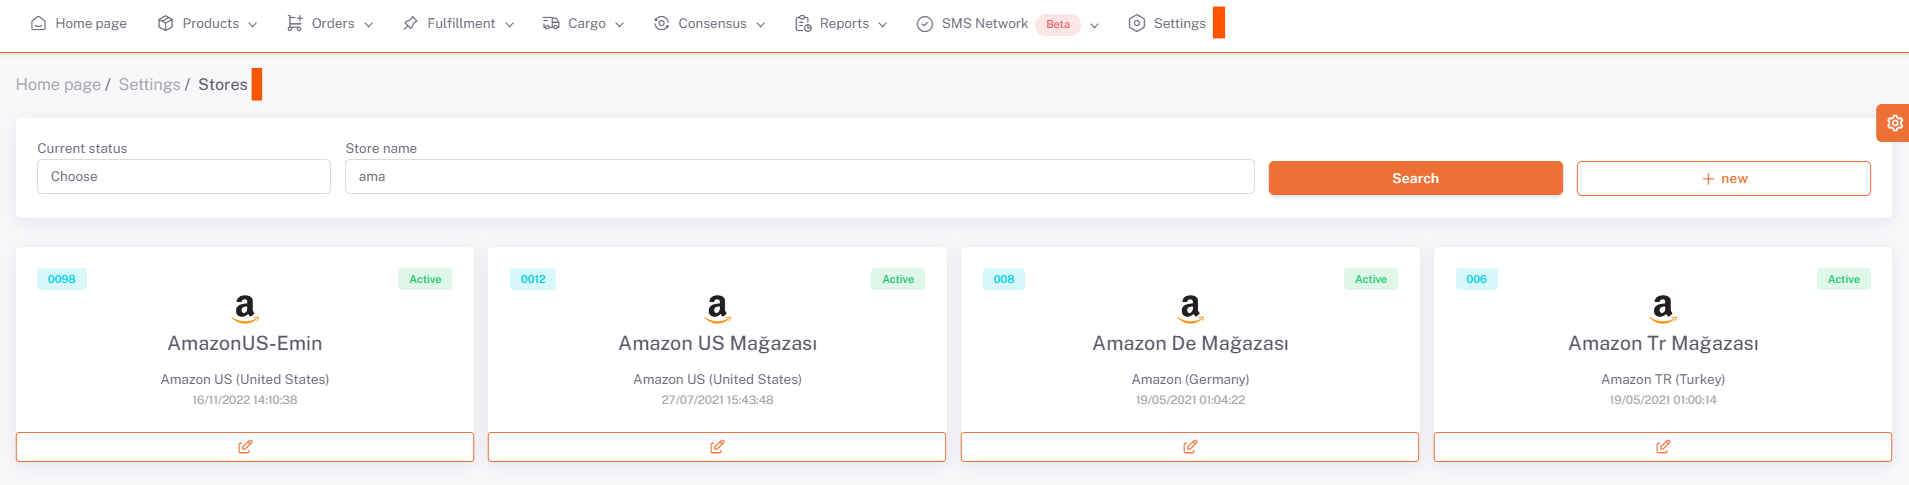 Home page Products Orders Fulfillment Cargo Consensus Reports SMS Network Beta Settings
Home page / Settings / Stores
Current status Store name
Choose ama Search + new
0098 Active 0012 Active 008 Active 006 Active
AmazonUS-Emin Amazon US Mağazası Amazon De Mağazası Amazon Tr Mağazası
Amazon US (United States) Amazon US (United States) Amazon (Germany) Amazon TR (Turkey)
16/11/2022 14:10:38 27/07/2021 15:43:48 19/05/2021 01:04:22 19/05/2021 01:00:14